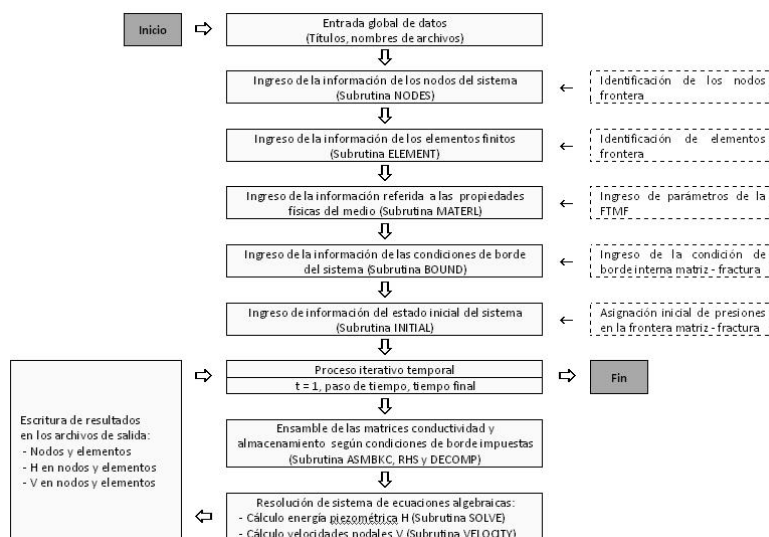 Inicio
Entrada global de datos
(Títulos, nombres de archivos)
Ingreso de la información de los nodos del sistema
(Subrutina NODES)
Identificación de los nodos
frontera
Ingreso de la información de los elementos finitos
(Subrutina ELEMENT)
Identificación de elementos
frontera
Ingreso de la información referida a las propiedades
físicas del medio (Subrutina MATERL)
Ingreso de parámetros de la
FTMF
Ingreso de la información de las condiciones de borde
del sistema (Subrutina BOUND)
Ingreso de la condición de
borde interna matriz - fractura
Ingreso de información del estado inicial del sistema
(Subrutina INITIAL)
Asignación inicial de presiones
en la frontera matriz - fractura
Proceso iterativo temporal
t = 1, paso de tiempo, tiempo final
Fin
Ensamble de las matrices conductividad y
almacenamiento según condiciones de borde impuestas
(Subrutina ASMBKC, RHS y DECOMP)
Escritura de resultados
en los archivos de salida:
- Nodos y elementos
- H en nodos y elementos
- V en nodos y elementos
Resolución de sistema de ecuaciones algebraicas:
- Cálculo energía piezométrica H (Subrutina SOLVE)
- Cálculo velocidades nodales V (Subrutina VELOCITY)